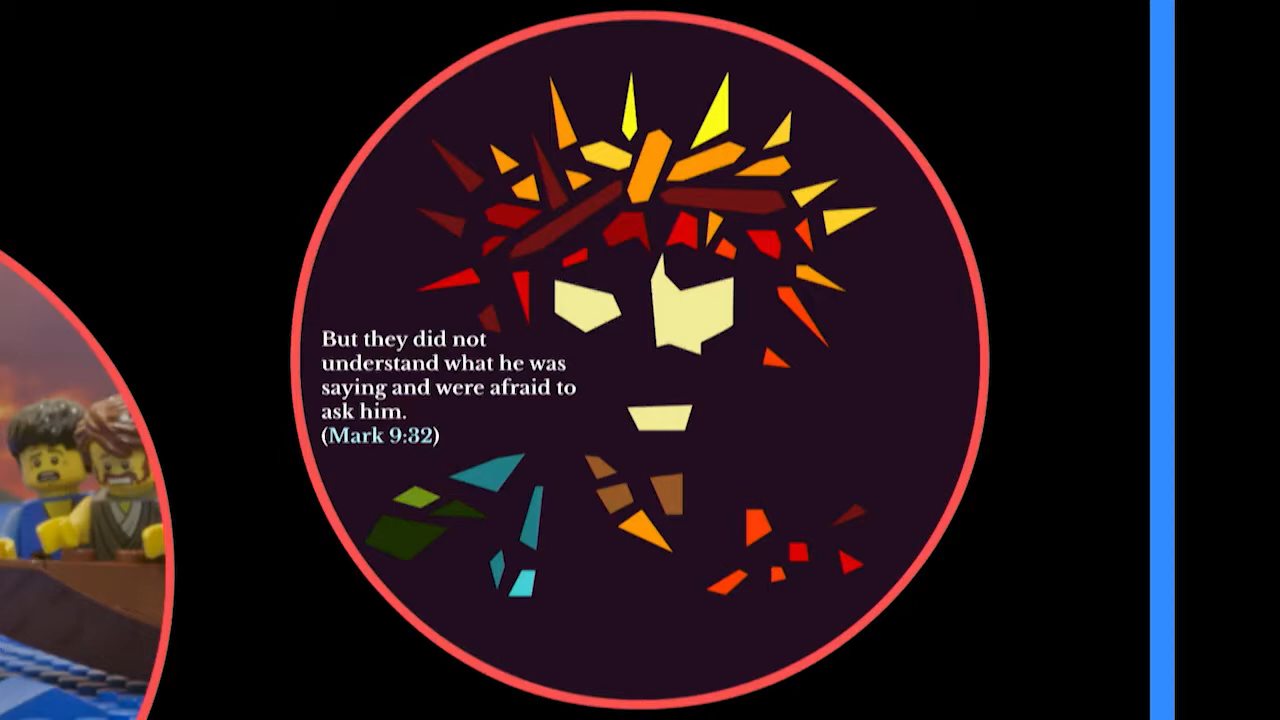 But they did not
understand what he was
saying and were afraid to
ask him.
(Mark 9:32)